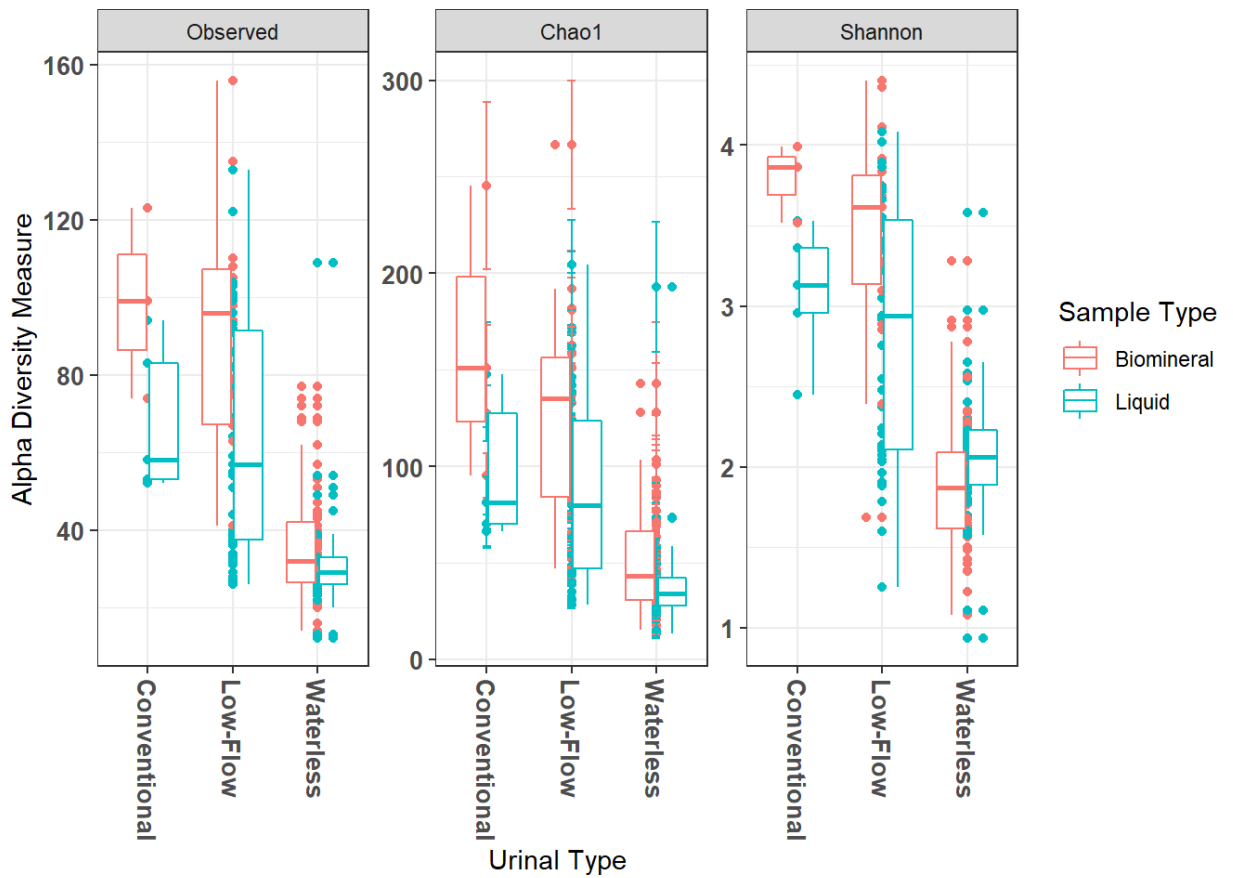 Observed
Chao1
Shannon
Alpha Diversity Measure
160
120
80
40
300
200
100
0
4
3
2
1
Conventional
Low-Flow
Waterless
Conventional
Low-Flow
Waterless
Conventional
Low-Flow
Waterless
Urinal Type
Sample Type
Biomineral
Liquid